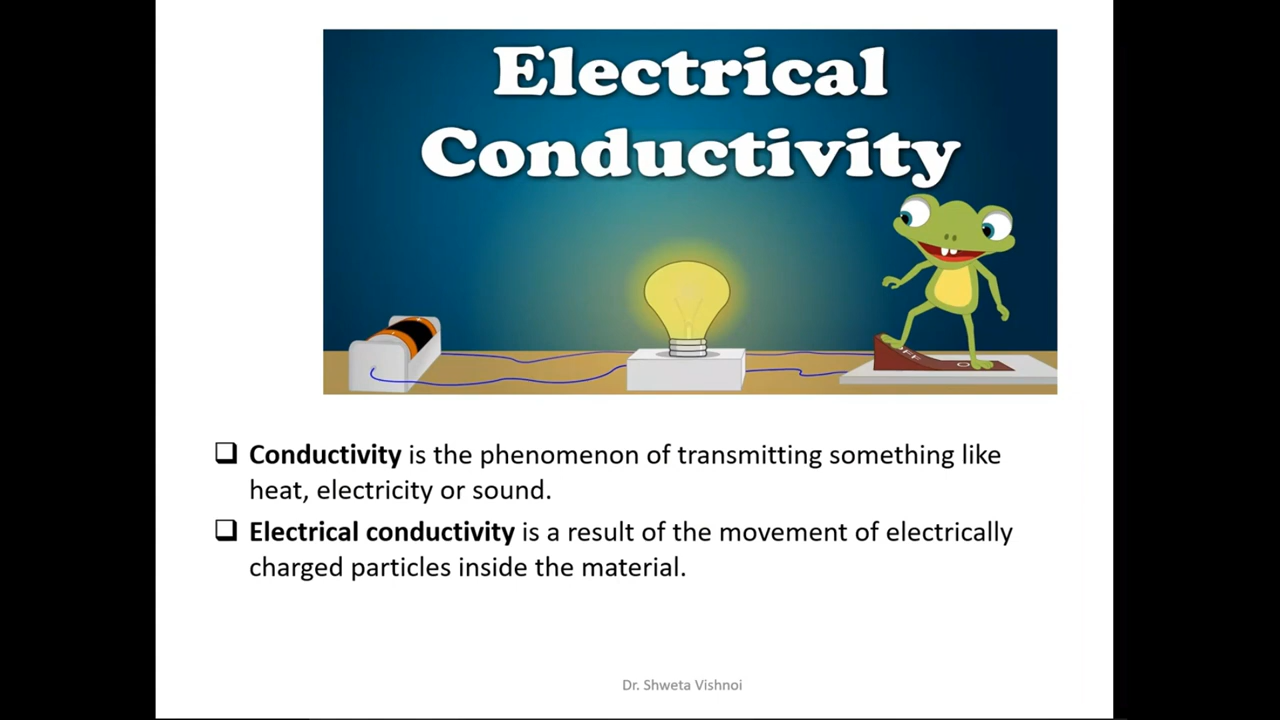 Electrical
Conductivity
❑ Conductivity is the phenomenon of transmitting something like
heat, electricity or sound.
❑ Electrical conductivity is a result of the movement of electrically
charged particles inside the material.
Dr. Shweta Vishnoi